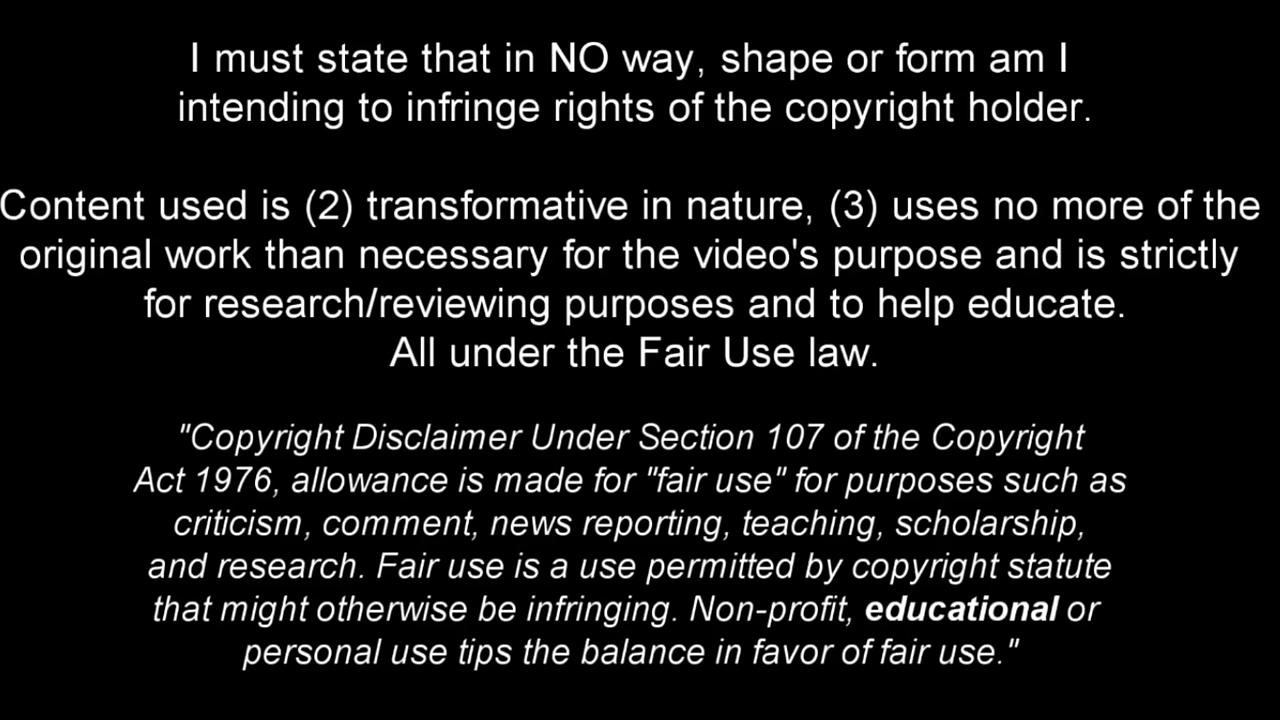 I must state that in NO way, shape or form am I
intending to infringe rights of the copyright holder.
Content used is (2) transformative in nature, (3) uses no more of the
original work than necessary for the video's purpose and is strictly
for research/reviewing purposes and to help educate.
All under the Fair Use law.
"Copyright Disclaimer Under Section 107 of the Copyright
Act 1976, allowance is made for "fair use" for purposes such as
criticism, comment, news reporting, teaching, scholarship,
and research. Fair use is a use permitted by copyright statute
that might otherwise be infringing. Non-profit, educational or
personal use tips the balance in favor of fair use."